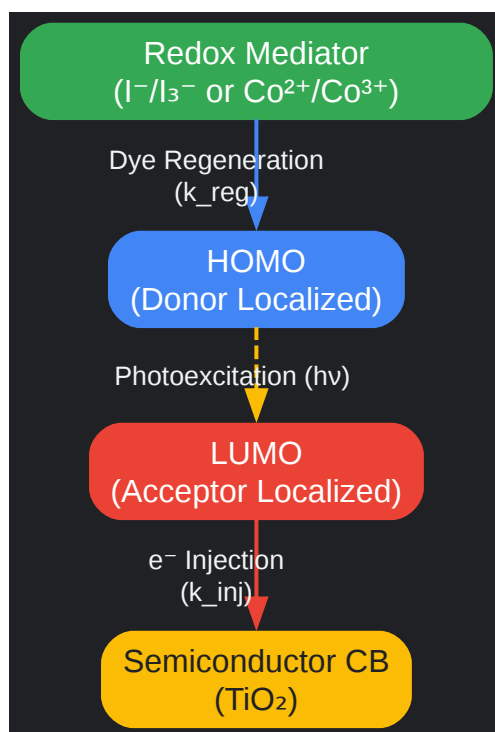 Redox Mediator
(I⁻/I₃⁻ or Co²⁺/Co³⁺)
Dye Regeneration
(k_reg)
HOMO
(Donor Localized)
Photoexcitation (hν)
LUMO
(Acceptor Localized)
e⁻ Injection
(k_inj)
Semiconductor CB
(TiO₂)